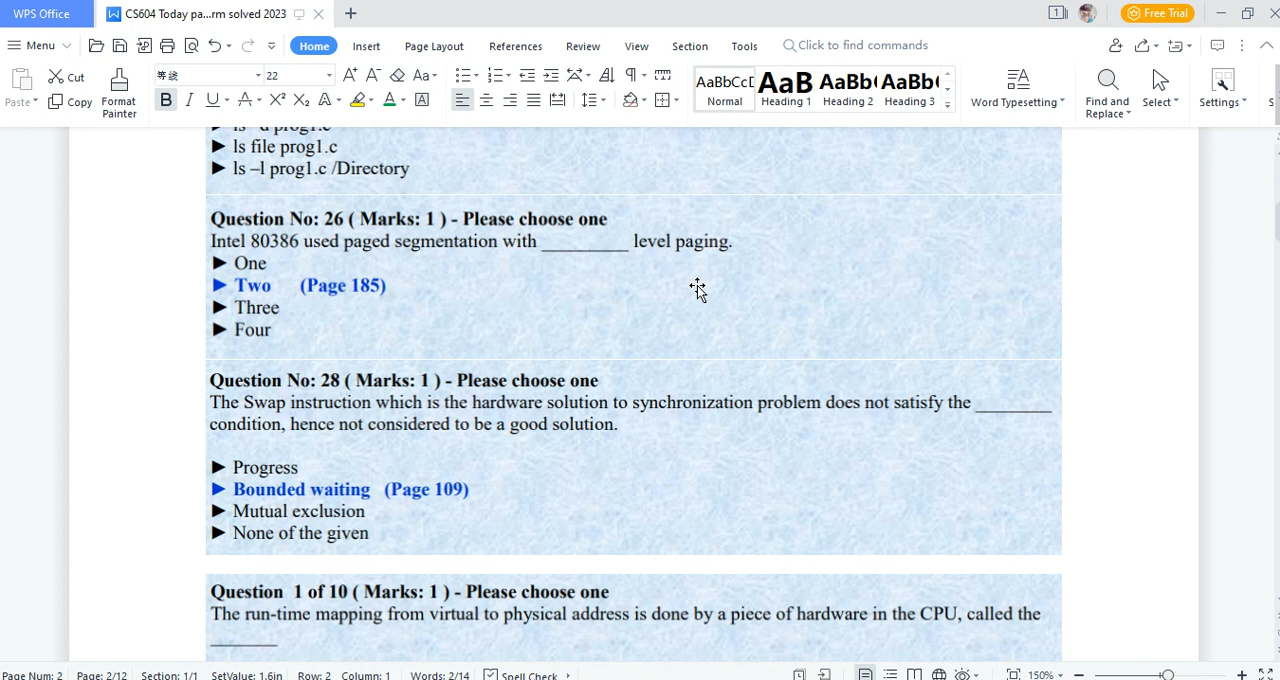 WPS Office
CS604 Today pa...rm solved 2023
Free Trial
Menu
Home
Insert
Page Layout
References
Review
View
Section
Tools
Click to find commands
Paste
Cut
Copy
Format
Painter
22
AaBbCcD
Normal
AaB
Heading 1
AaBb
Heading 2
AaBb
Heading 3
Word Typesetting
Find and
Replace
Select
Settings
► ls file prog1.c
► ls –l prog1.c /Directory
Question No: 26 ( Marks: 1 ) - Please choose one
Intel 80386 used paged segmentation with _________ level paging.
► One
► Two (Page 185)
► Three
► Four
Question No: 28 ( Marks: 1 ) - Please choose one
The Swap instruction which is the hardware solution to synchronization problem does not satisfy the ________
condition, hence not considered to be a good solution.
► Progress
► Bounded waiting (Page 109)
► Mutual exclusion
► None of the given
Question 1 of 10 ( Marks: 1 ) - Please choose one
The run-time mapping from virtual to physical address is done by a piece of hardware in the CPU, called the
_______
Page Num: 2 Page: 2/12 Section: 1/1 SetValue: 1.6in Row: 2 Column: 1 Words: 2/14 Spell Check 150%